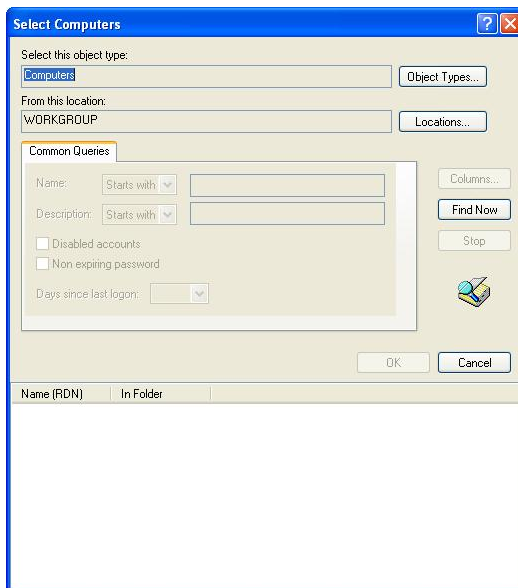 Select Computers
Select this object type:
Computers
Object Types...
From this location:
WORKGROUP
Locations...
Common Queries
Name: Starts with
Columns...
Description: Starts with
Find Now
Disabled accounts
Stop
Non expiring password
Days since last logon:
OK Cancel
Name (RDN) In Folder